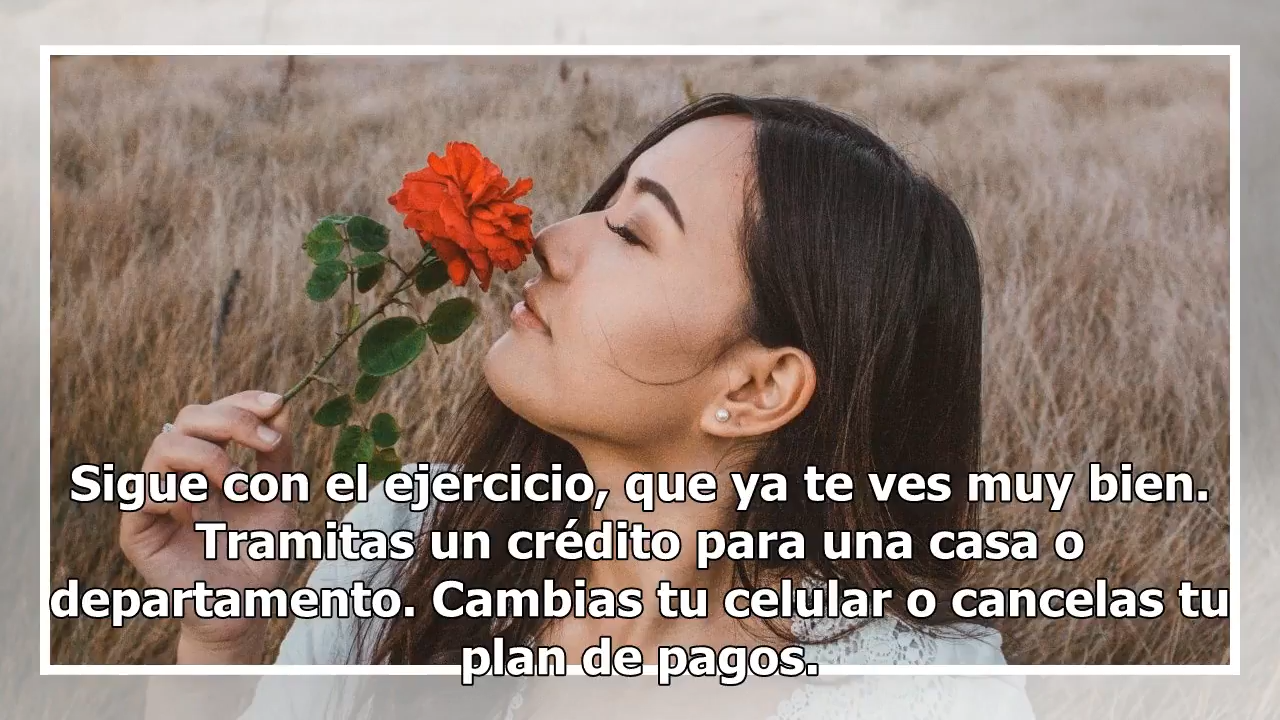 Sigue con el ejercicio, que ya te ves muy bien.
Tramitas un crédito para una casa o
departamento. Cambias tu celular o cancelas tu
plan de pagos.